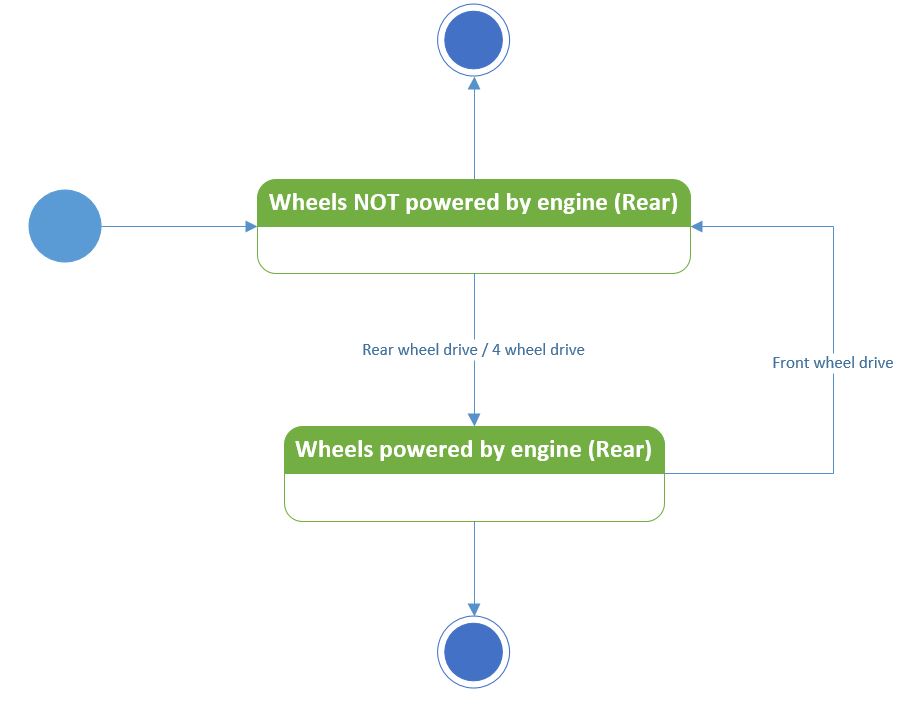 Wheels NOT powered by engine (Rear)
Rear wheel drive / 4 wheel drive
Front wheel drive
Wheels powered by engine (Rear)